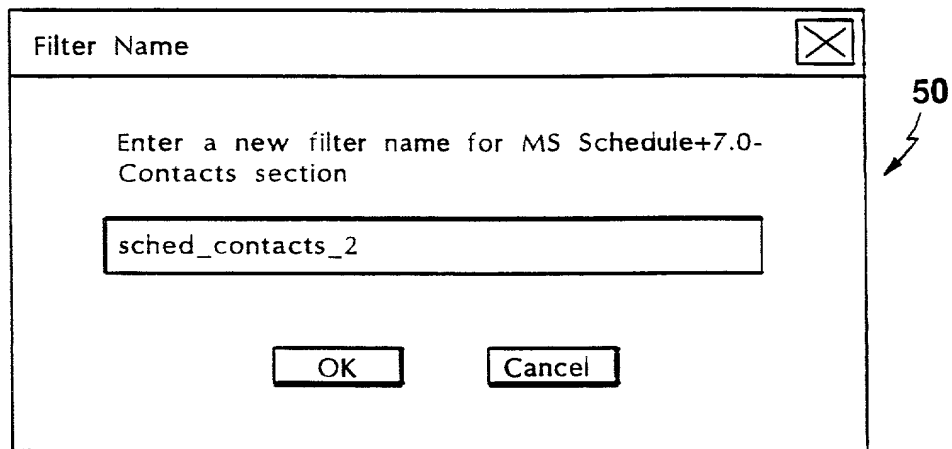 Filter Name
50
Enter a new filter name for MS Schedule+7.0-
Contacts section
sched_contacts_2
OK
Cancel